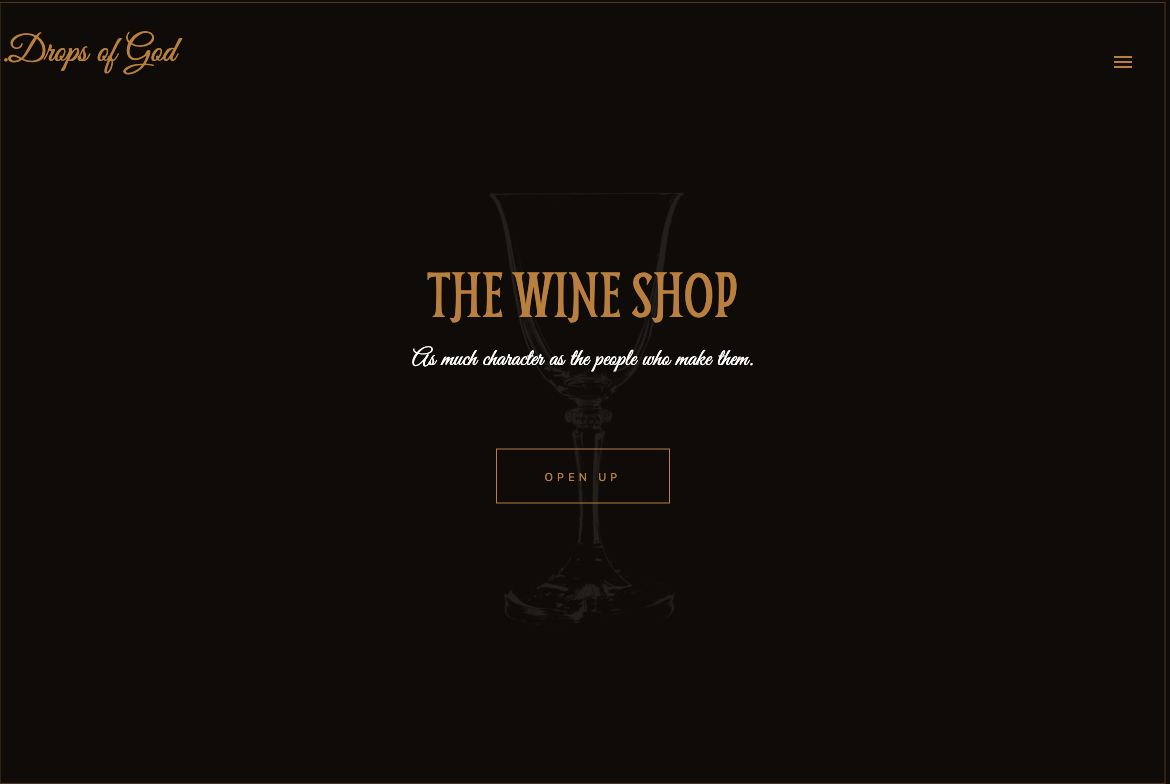 Drops of God
THE WINE SHOP
As much character as the people who make them.
OPEN UP